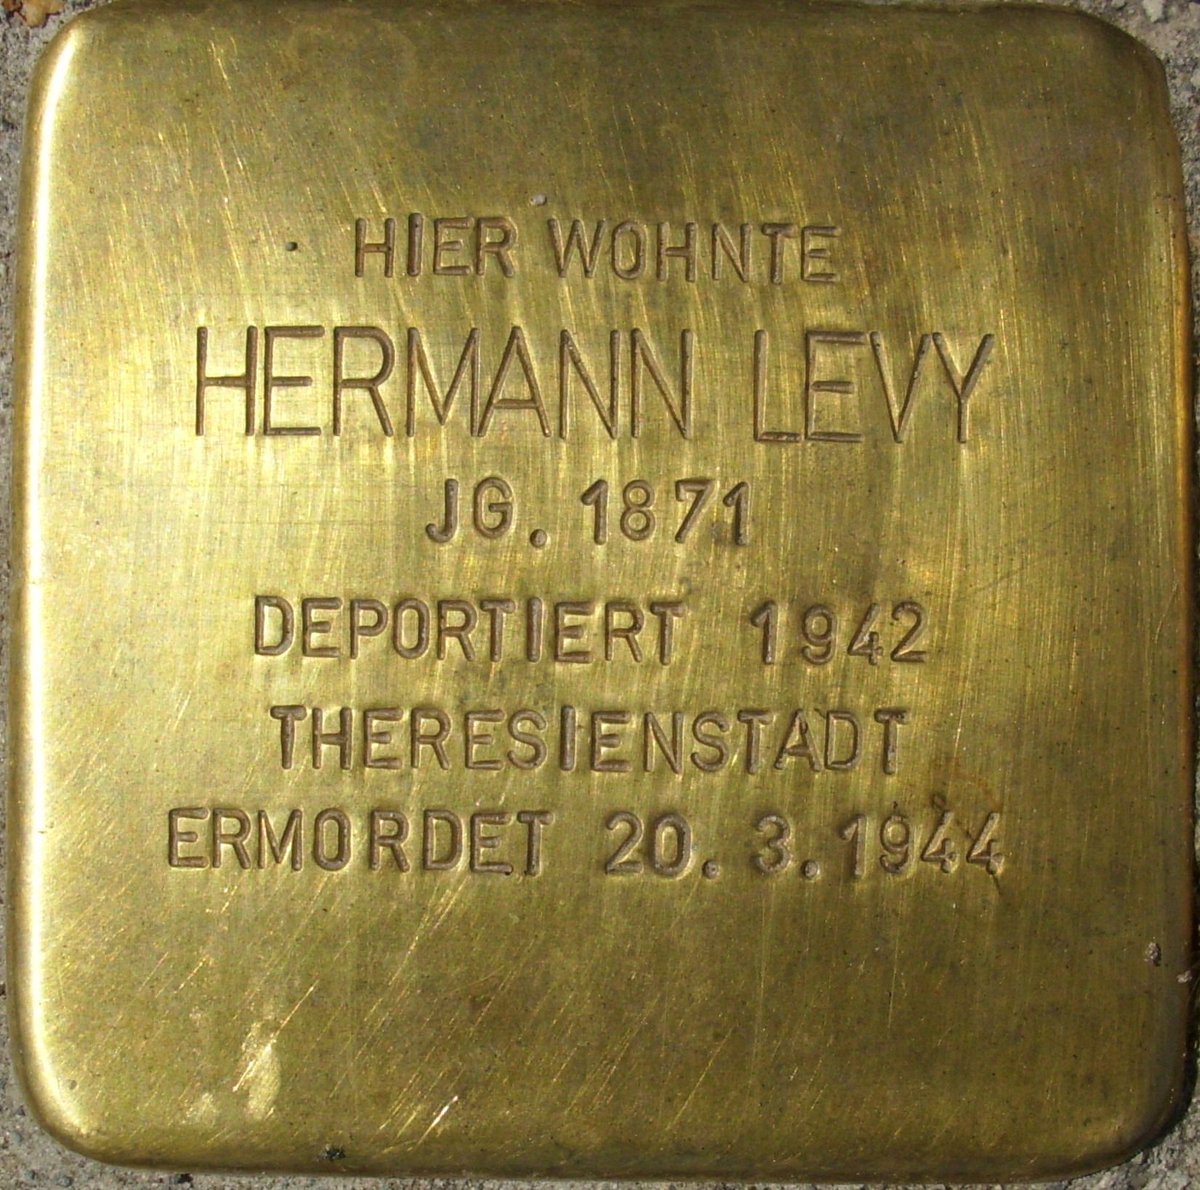 HIER WOHNTE
HERMANN LEVY
JG. 1871
DEPORTIERT 1942
THERESIENSTADT
ERMORDET 20.3.1944